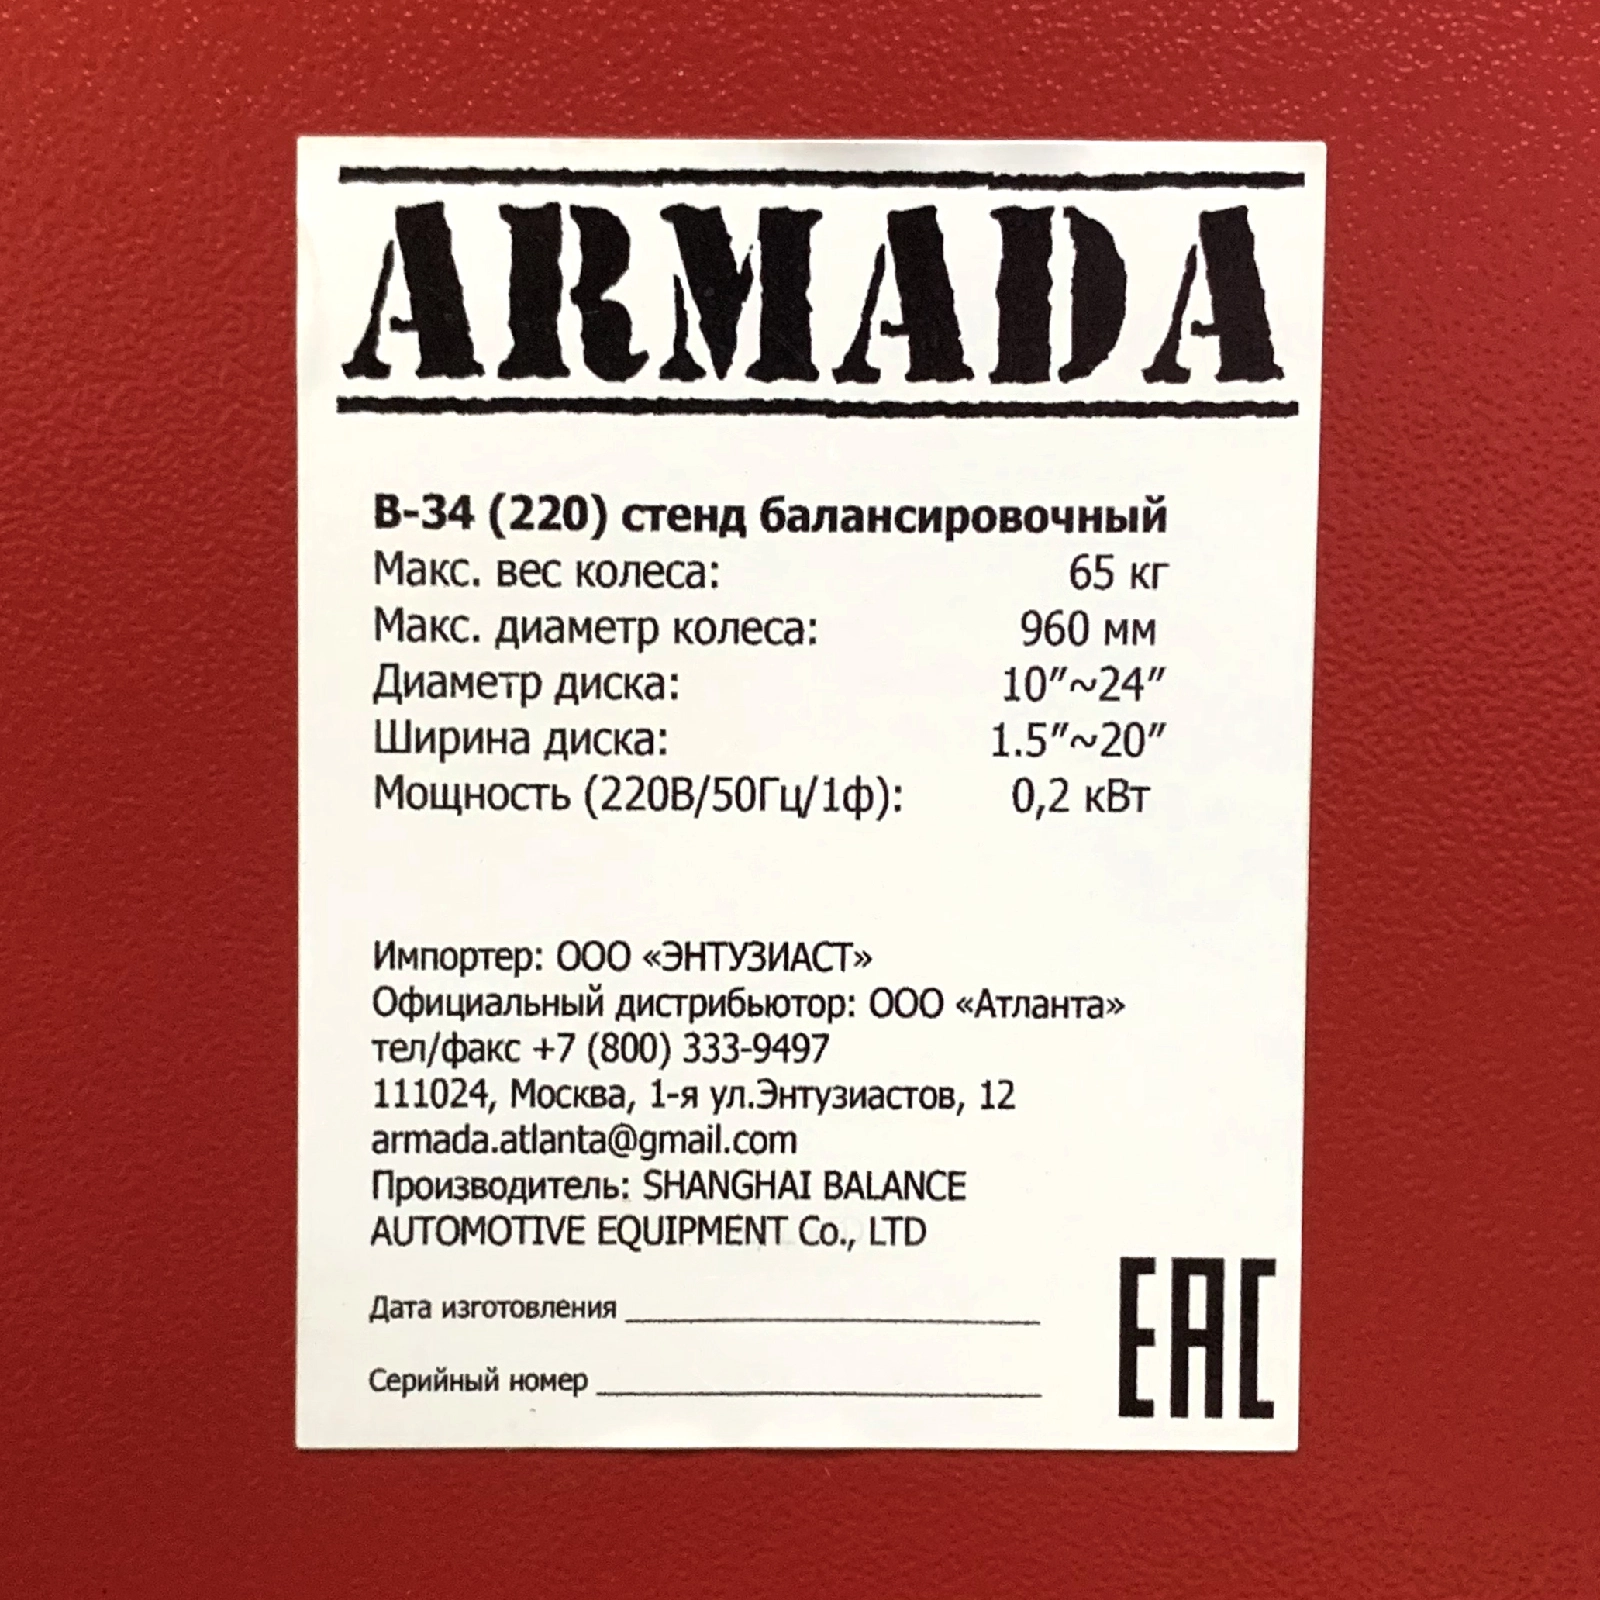 ARMADA
В-34 (220) стенд балансировочный
Макс. вес колеса: 65 кг
Макс. диаметр колеса: 960 мм
Диаметр диска: 10″~24″
Ширина диска: 1.5″~20″
Мощность (220В/50Гц/1ф): 0,2 кВт
Импортер: ООО «ЭНТУЗИАСТ»
Официальный дистрибьютор: ООО «Атланта»
тел/факс +7 (800) 333-9497
111024, Москва, 1-я ул.Энтузиастов, 12
armada.atlanta@gmail.com
Производитель: SHANGHAI BALANCE
AUTOMOTIVE EQUIPMENT Co., LTD
Дата изготовления
Серийный номер
EAC